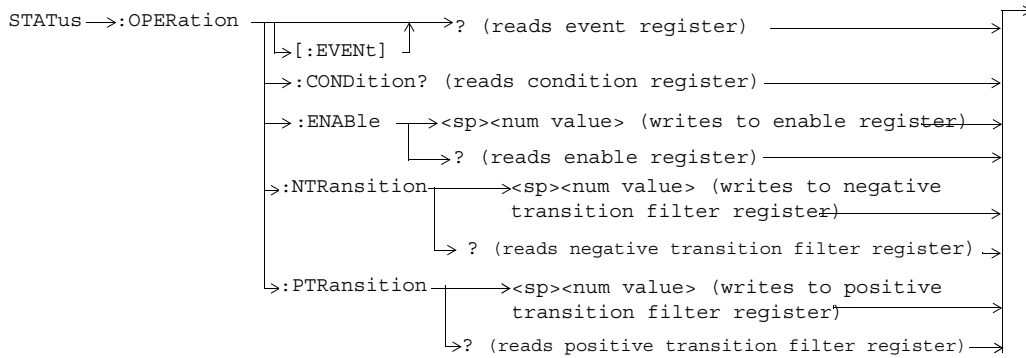 STATus :OPERation ? (reads event register)
[:EVENt]
:CONDition? (reads condition register)
:ENABle <sp><num value> (writes to enable register)
? (reads enable register)
:NTRansition <sp><num value> (writes to negative
transition filter register)
? (reads negative transition filter register)
:PTRansition <sp><num value> (writes to positive
transition filter register)
? (reads positive transition filter register)